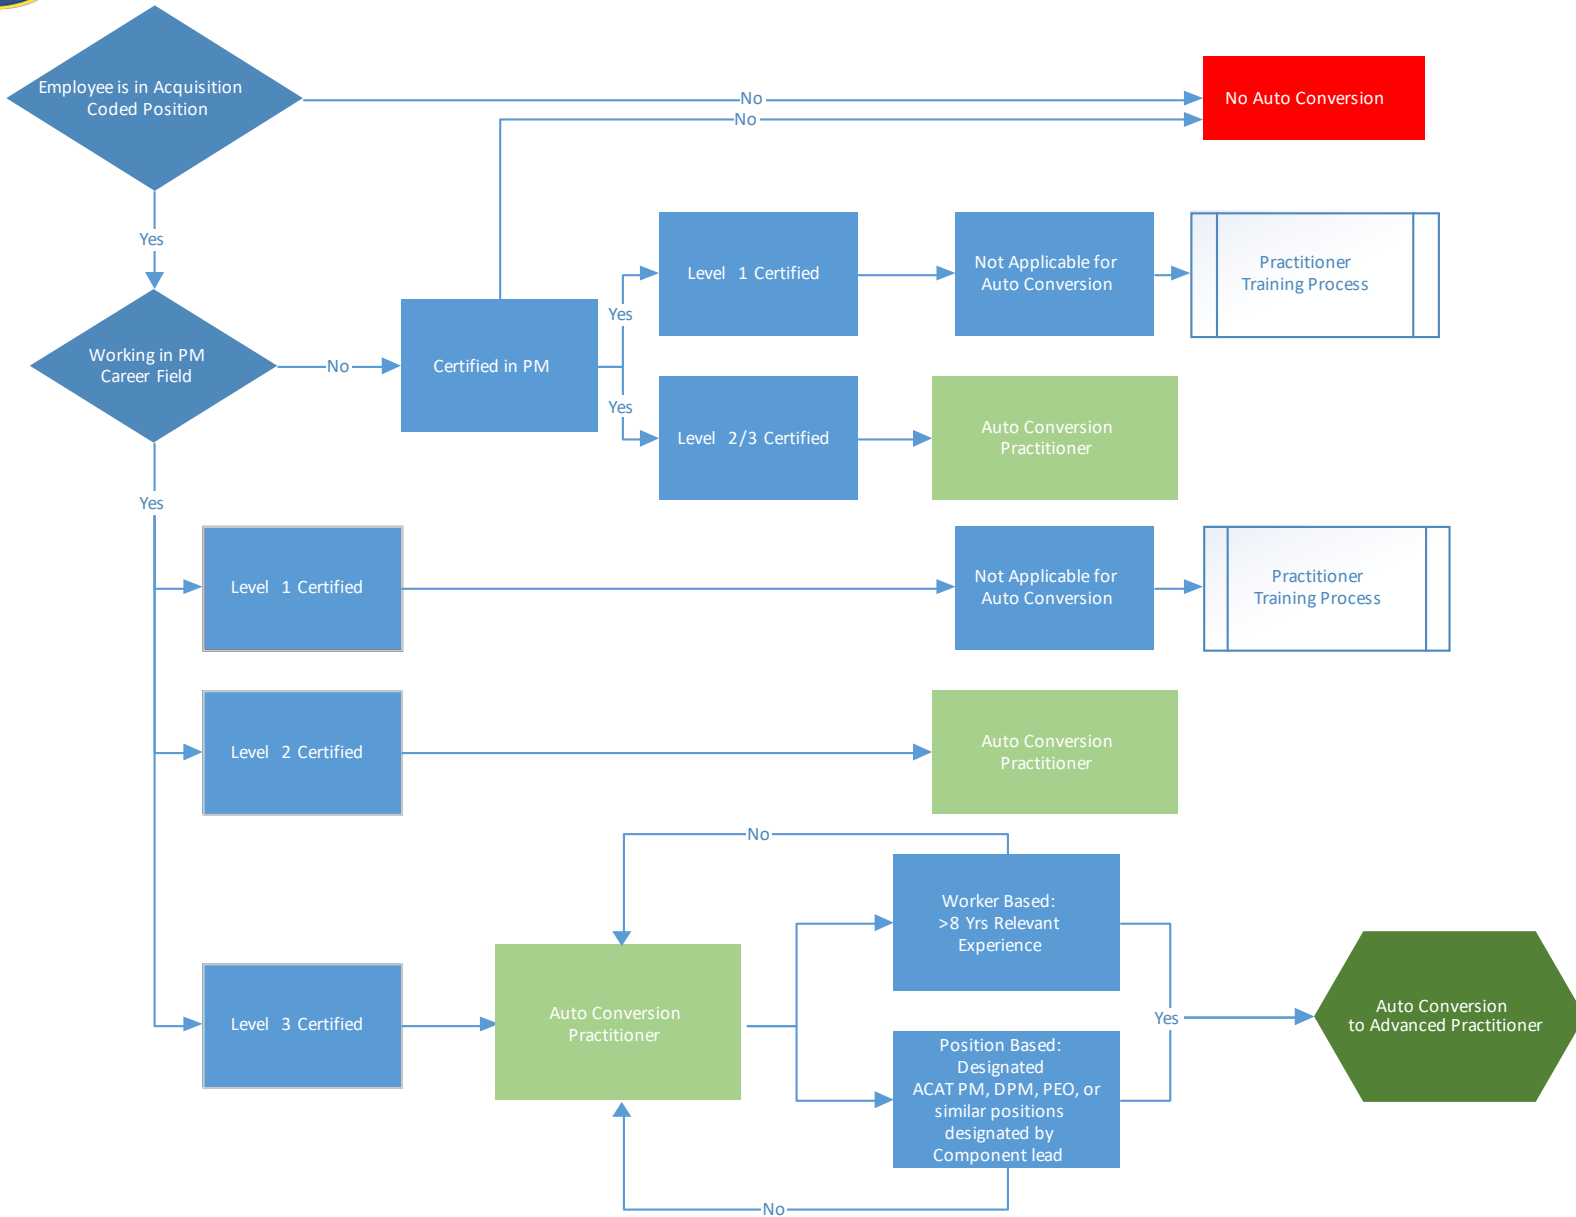 Employee is in Acquisition
Coded Position
No
No
No Auto Conversion
Yes
Level 1 Certified
Not Applicable for
Auto Conversion
Practitioner
Training Process
Yes
Working in PM
Career Field
No
Certified in PM
Yes
Level 2/3 Certified
Auto Conversion
Practitioner
Yes
Level 1 Certified
Not Applicable for
Auto Conversion
Practitioner
Training Process
Level 2 Certified
Auto Conversion
Practitioner
No
Worker Based:
>8 Yrs Relevant
Experience
Level 3 Certified
Auto Conversion
Practitioner
Yes
Auto Conversion
to Advanced Practitioner
Position Based:
Designated
ACAT PM, DPM, PEO, or
similar positions
designated by
Component lead
No